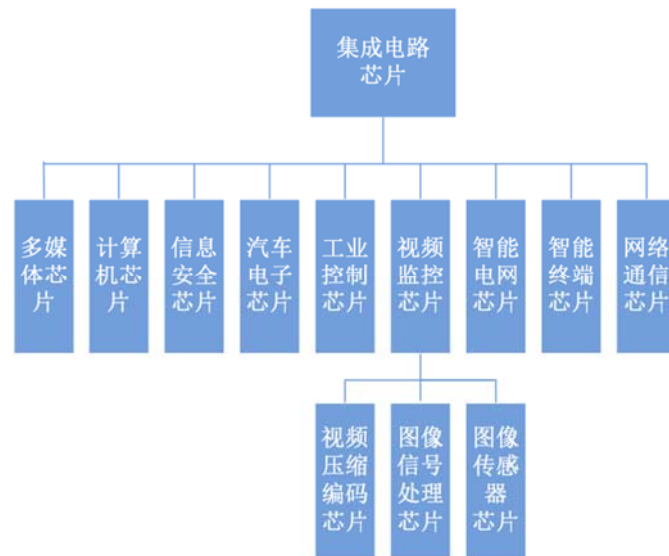 集成电路
芯片
多媒
体芯
片
计算
机芯
片
信息
安全
芯片
汽车
电子
芯片
工业
控制
芯片
视频
监控
芯片
智能
电网
芯片
智能
终端
芯片
网络
通信
芯片
视频
压缩
编码
芯片
图像
信号
处理
芯片
图像
传感
器
芯片